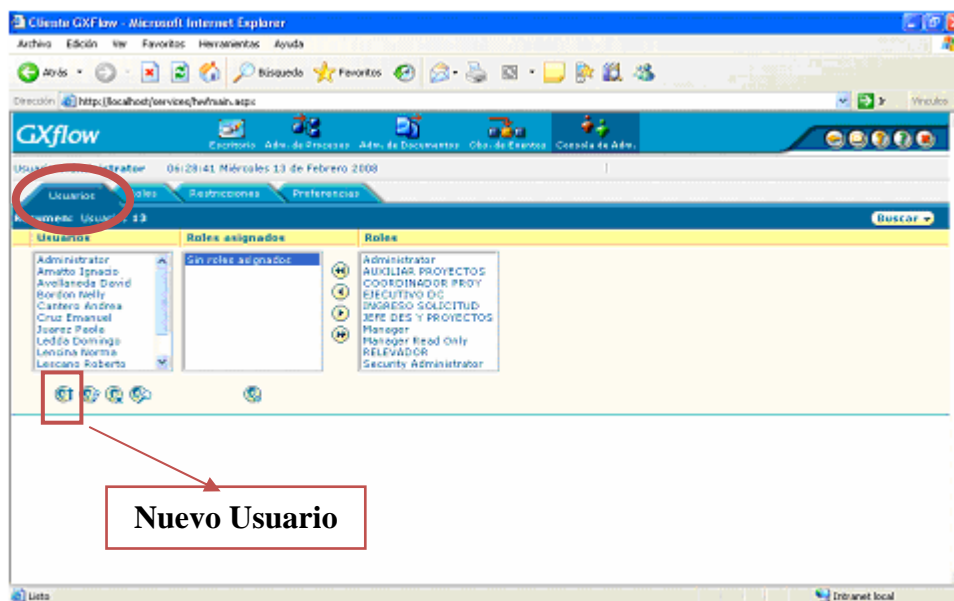 Cliente GXFlow - Microsoft Internet Explorer
Archivo Edición Ver Favoritos Herramientas Ayuda
Atrás Búsqueda Favoritos
Dirección http://localhost/services/hwfmain.aspx Ir Vínculos
GXflow
Escritorio Adm. de Procesos Adm. de Documentos Obs. de Eventos Consola de Adm.
06:28:41 Miércoles 13 de Febrero 2008
Usuarios Roles Restricciones Preferencias
13 Buscar
Usuarios Roles asignados Roles
Administrator Sin roles asignados Administrator
Amatto Ignacio AUXILIAR PROYECTOS
Avellaneda David COORDINADOR PROY
Bordon Nelly EJECUTIVO DC
Cantero Andrea INGRESO SOLICITUD
Cruz Emanuel JEFE DES Y PROYECTOS
Juarez Paola Manager
Ledda Domingo Manager Read Only
Lencina Norma RELEVADOR
Lescano Roberto Security Administrator
Nuevo Usuario
Listo Intranet local